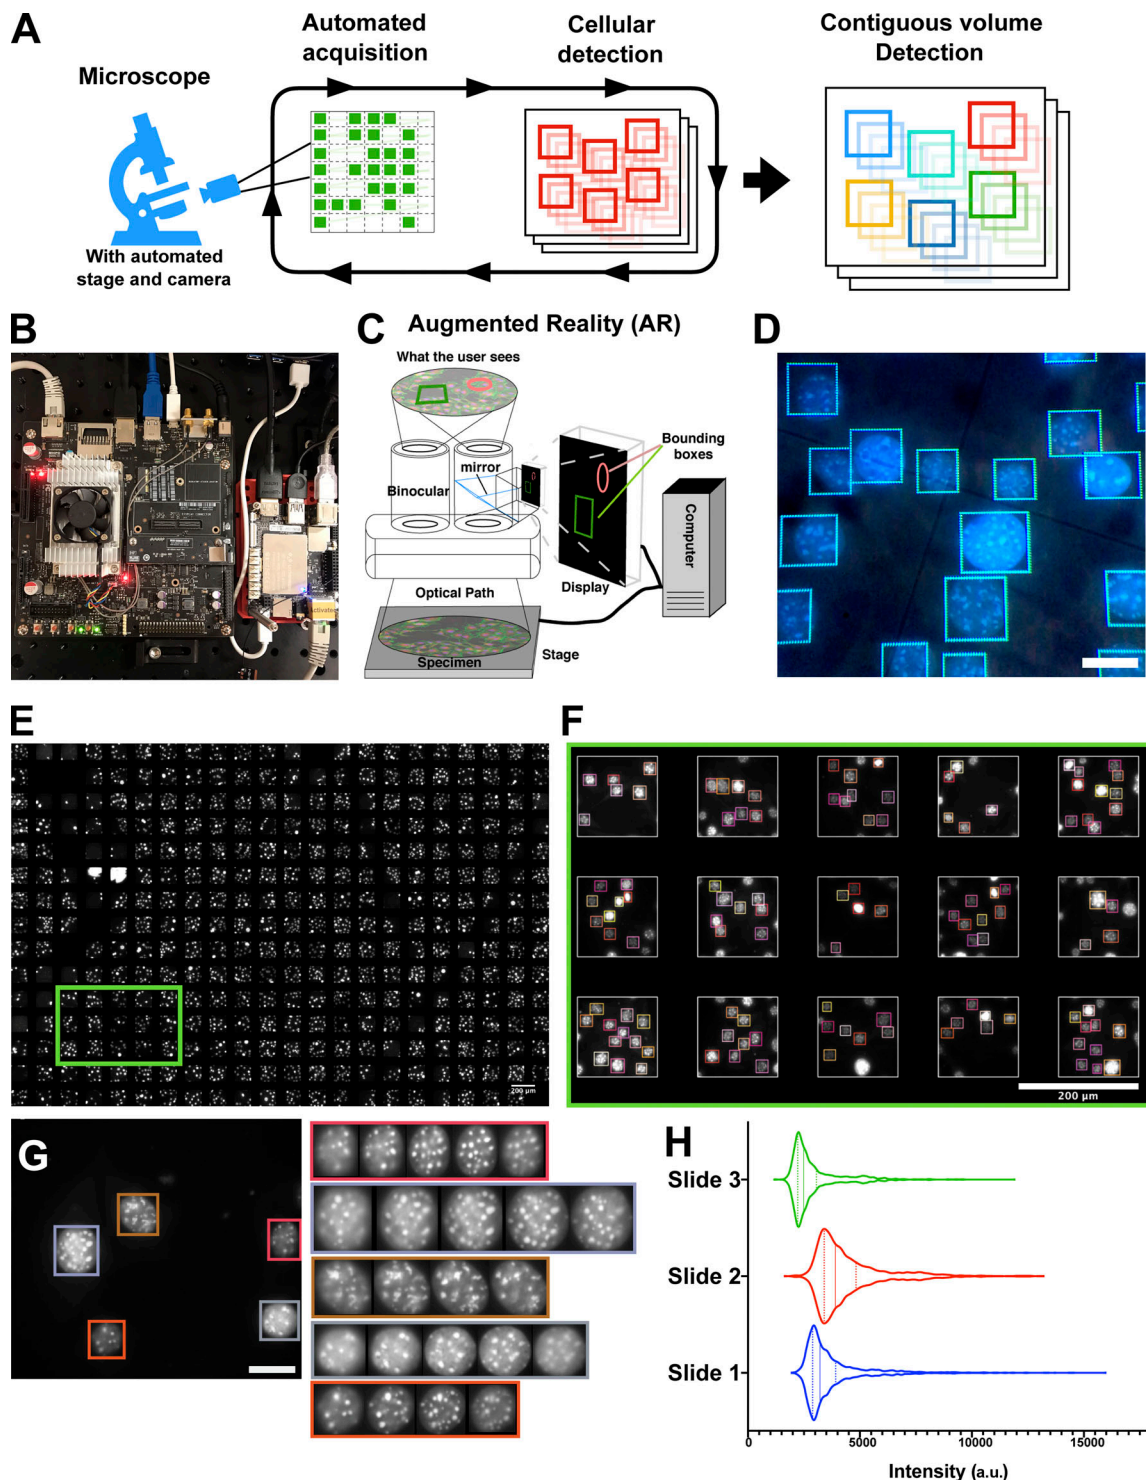 A
Microscope
With automated
stage and camera
Automated
acquisition
Cellular
detection
Contiguous volume
Detection
B
C
Augmented Reality (AR)
What the user sees
mirror
Binocular
Optical Path
Specimen
Stage
Display
Bounding
boxes
Computer
D
E
200 µm
F
200 µm
G
H
Slide 3
Slide 2
Slide 1
0
5000
10000
15000
Intensity (a.u.)